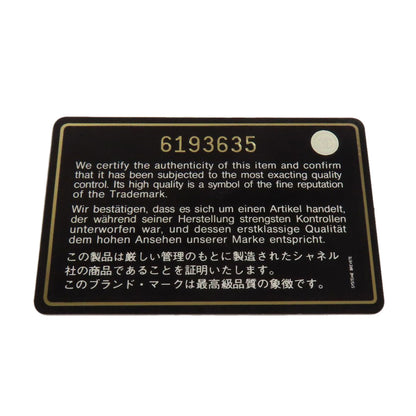 6193635
We certify the authenticity of this item and confirm
that it has been subjected to the most exacting quality
control. Its high quality is a symbol of the fine reputation
of the Trademark.
Wir bestätigen, dass es sich um einen Artikel handelt,
der während seiner Herstellung strengsten Kontrollen
unterworfen war, und dessen erstklassige Qualität
dem hohen Ansehen unserer Marke entspricht.
この製品は厳しい管理のもとに製造されたシャネル
社の商品であることを証明いたします。
このブランド・マークは最高級品質の象徴です。